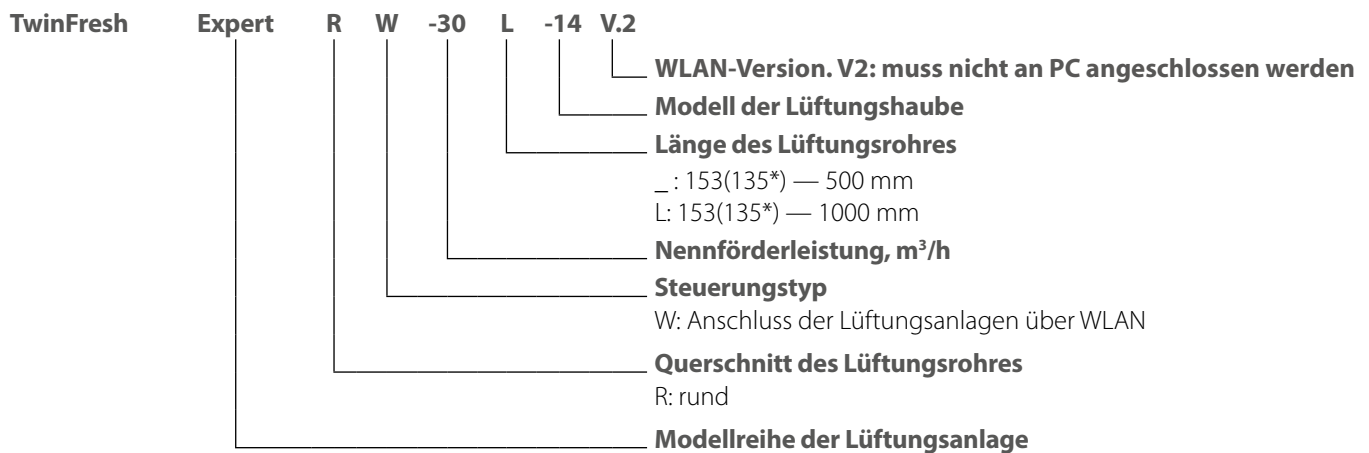 TwinFresh Expert R W -30 L -14 V.2
WLAN-Version. V2: muss nicht an PC angeschlossen werden
Modell der Lüftungshaube
Länge des Lüftungsrohres
_ : 153(135*) — 500 mm
L: 153(135*) — 1000 mm
Nennförderleistung, m³/h
Steuerungstyp
W: Anschluss der Lüftungsanlagen über WLAN
Querschnitt des Lüftungsrohres
R: rund
Modellreihe der Lüftungsanlage